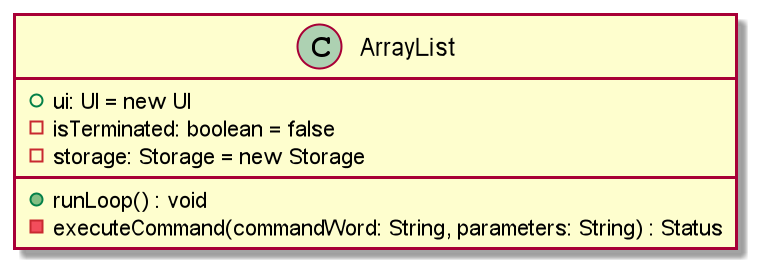 C ArrayList
ui: UI = new UI
isTerminated: boolean = false
storage: Storage = new Storage
runLoop() : void
executeCommand(commandWord: String, parameters: String) : Status